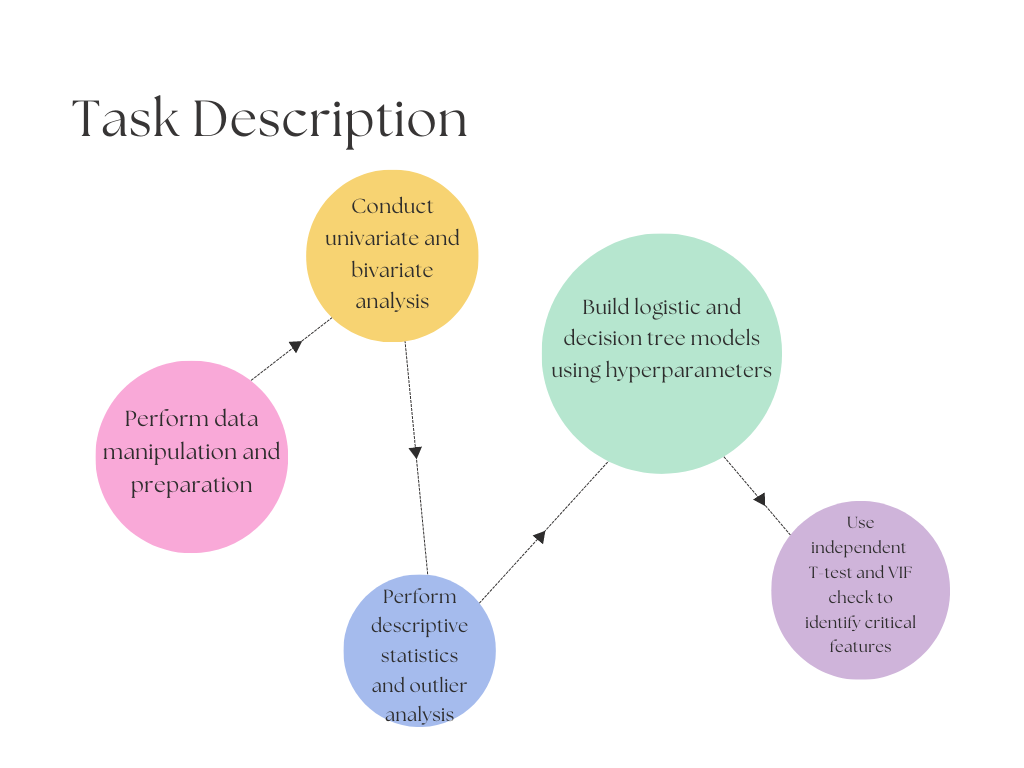 Task Description
Conduct
univariate and
bivariate
analysis
Build logistic and
decision tree models
using hyperparameters
Perform data
manipulation and
preparation
Use
independent
T-test and VIF
check to
identify critical
features
Perform
descriptive
statistics
and outlier
analysis